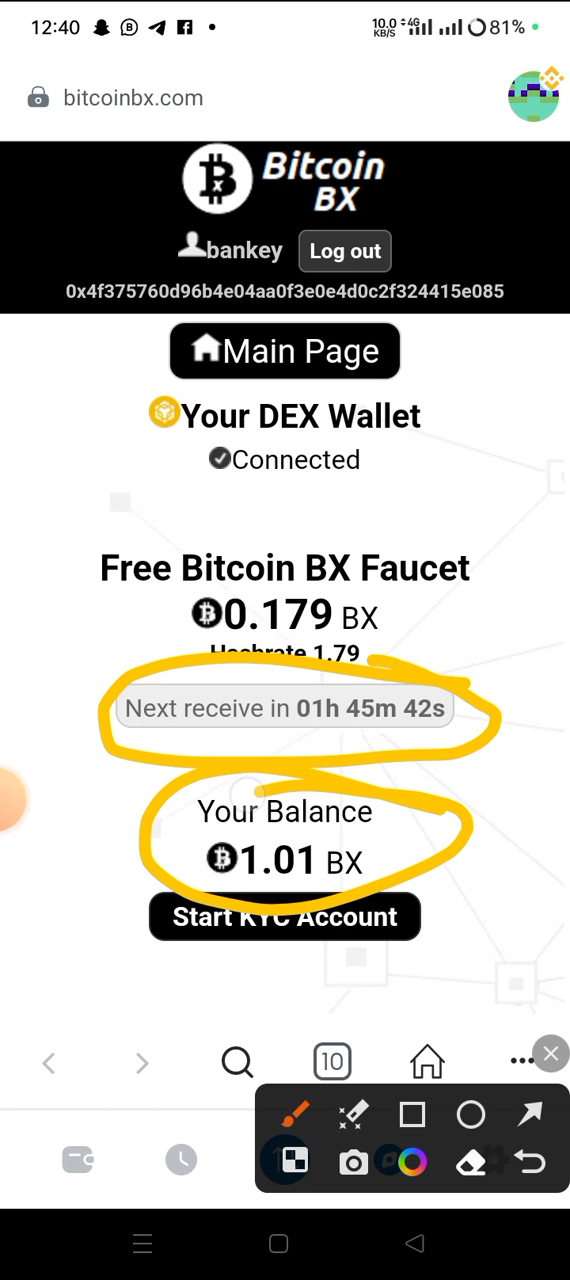 12:40
10.0 KB/S 4G 81%
bitcoinbx.com
Bitcoin
BX
bankey Log out
0x4f375760d96b4e04aa0f3e0e4d0c2f324415e085
Main Page
Your DEX Wallet
Connected
Free Bitcoin BX Faucet
0.179 BX
Hashrate 1.79
Next receive in 01h 45m 42s
Your Balance
1.01 BX
Start KYC Account
10